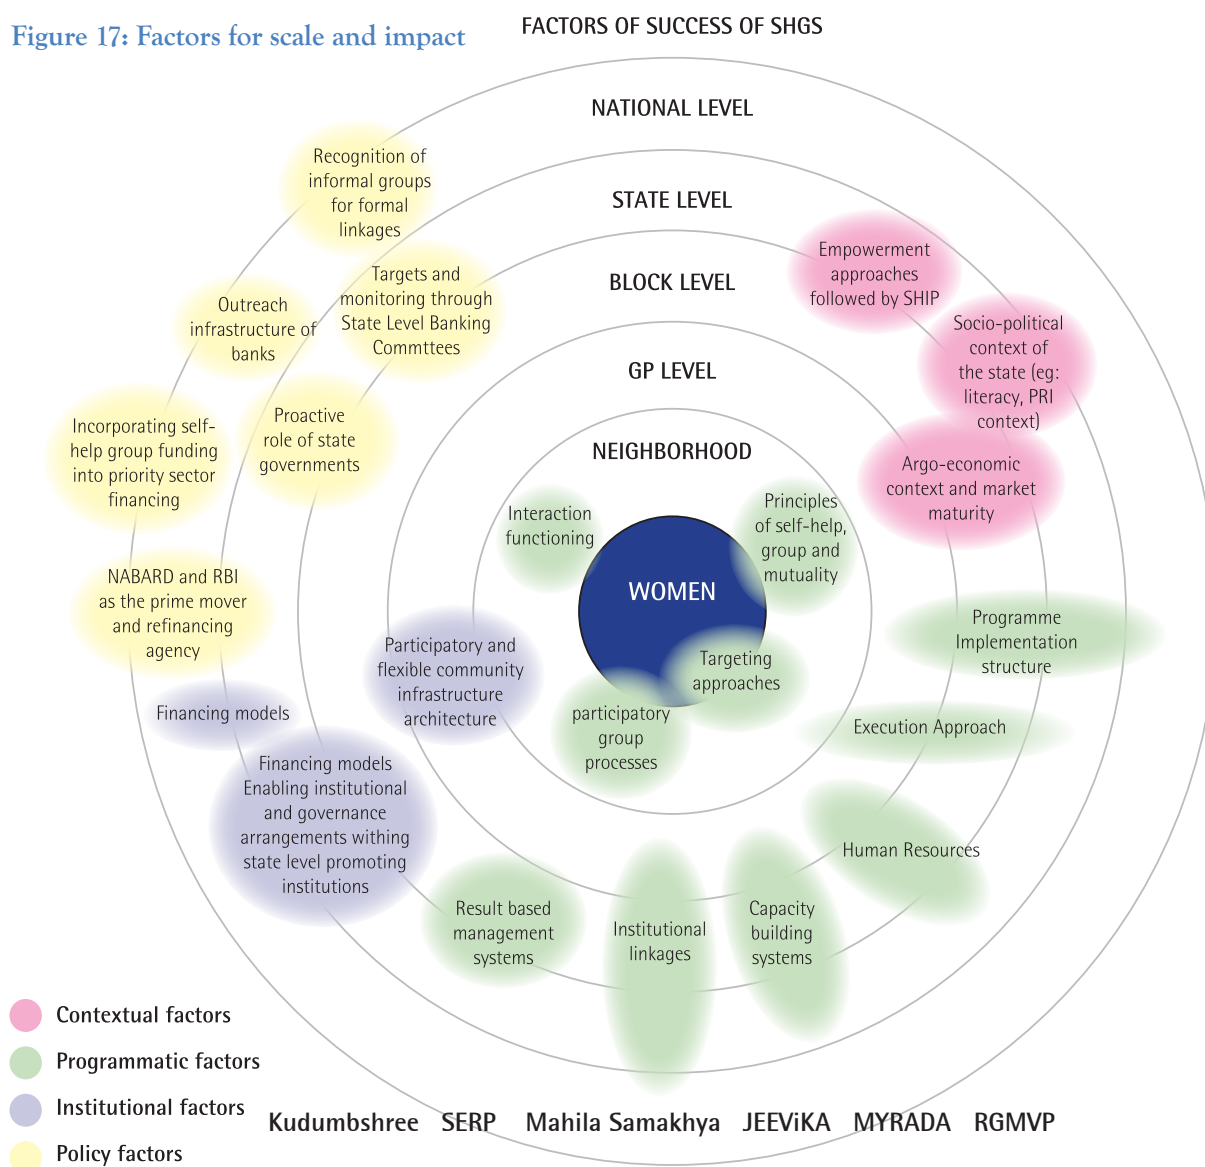 Figure 17: Factors for scale and impact
FACTORS OF SUCCESS OF SHGS
NATIONAL LEVEL
STATE LEVEL
BLOCK LEVEL
GP LEVEL
NEIGHBORHOOD
WOMEN
Recognition of
informal groups
for formal
linkages
Targets and
monitoring through
State Level Banking
Commttees
Outreach
infrastructure of
banks
Proactive
role of state
governments
Incorporating self-
help group funding
into priority sector
financing
NABARD and RBI
as the prime mover
and refinancing
agency
Empowerment
approaches
followed by SHIP
Socio-political
context of
the state (eg:
literacy, PRI
context)
Argo-economic
context and market
maturity
Interaction
functioning
Principles
of self-help,
group and
mutuality
Targeting
approaches
participatory
group
processes
Participatory and
flexible community
infrastructure
architecture
Financing models
Financing models
Enabling institutional
and governance
arrangements withing
state level promoting
institutions
Programme
Implementation
structure
Execution Approach
Human Resources
Capacity
building
systems
Institutional
linkages
Result based
management
systems
Contextual factors
Programmatic factors
Institutional factors
Policy factors
Kudumbshree SERP Mahila Samakhya JEEViKA MYRADA RGMVP